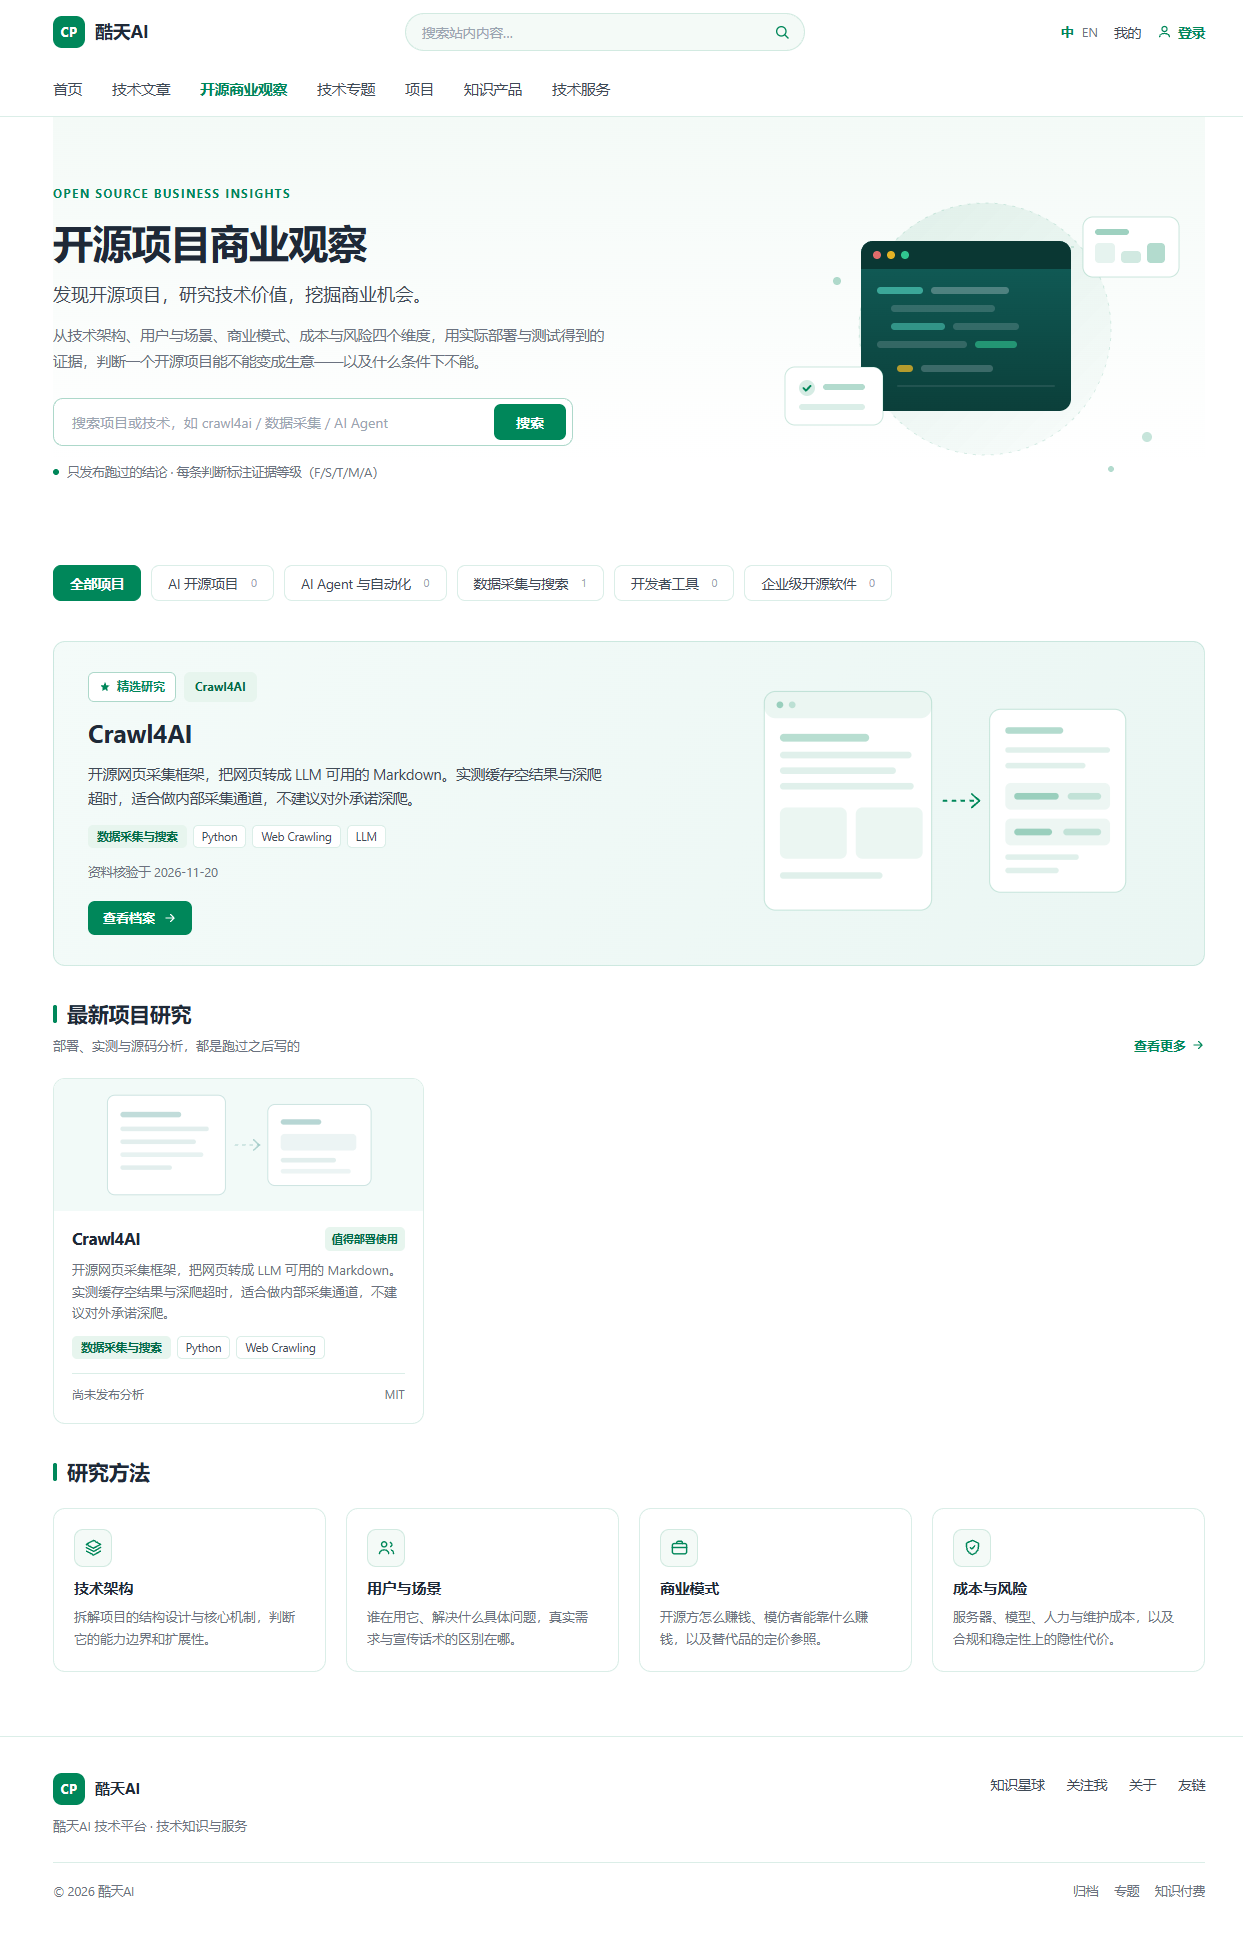 CP 酷天AI
搜索站内内容...
中 EN 我的 登录
首页 技术文章 开源商业观察 技术专题 项目 知识产品 技术服务
OPEN SOURCE BUSINESS INSIGHTS
开源项目商业观察
发现开源项目，研究技术价值，挖掘商业机会。
从技术架构、用户与场景、商业模式、成本与风险四个维度，用实际部署与测试得到的
证据，判断一个开源项目能不能变成生意——以及什么条件下不能。
搜索项目或技术，如 crawl4ai / 数据采集 / AI Agent
搜索
只发布跑过的结论 · 每条判断标注证据等级（F/S/T/M/A）
全部项目 AI 开源项目 0 AI Agent 与自动化 0 数据采集与搜索 1 开发者工具 0 企业级开源软件 0
精选研究 Crawl4AI
Crawl4AI
开源网页采集框架，把网页转成 LLM 可用的 Markdown。实测缓存空结果与深爬
超时，适合做内部采集通道，不建议对外承诺深爬。
数据采集与搜索 Python Web Crawling LLM
资料核验于 2026-11-20
查看档案 →
最新项目研究
部署、实测与源码分析，都是跑过之后写的
查看更多 →
Crawl4AI 值得部署使用
开源网页采集框架，把网页转成 LLM 可用的 Markdown。
实测缓存空结果与深爬超时，适合做内部采集通道，不建
议对外承诺深爬。
数据采集与搜索 Python Web Crawling
尚未发布分析 MIT
研究方法
技术架构
拆解项目的结构设计与核心机制，判断
它的能力边界和扩展性。
用户与场景
谁在用它、解决什么具体问题，真实需
求与宣传话术的区别在哪。
商业模式
开源方怎么赚钱、模仿者能靠什么赚
钱，以及替代品的定价参照。
成本与风险
服务器、模型、人力与维护成本，以及
合规和稳定性上的隐性代价。
CP 酷天AI
知识星球 关注我 关于 友链
酷天AI 技术平台 · 技术知识与服务
© 2026 酷天AI
归档 专题 知识付费